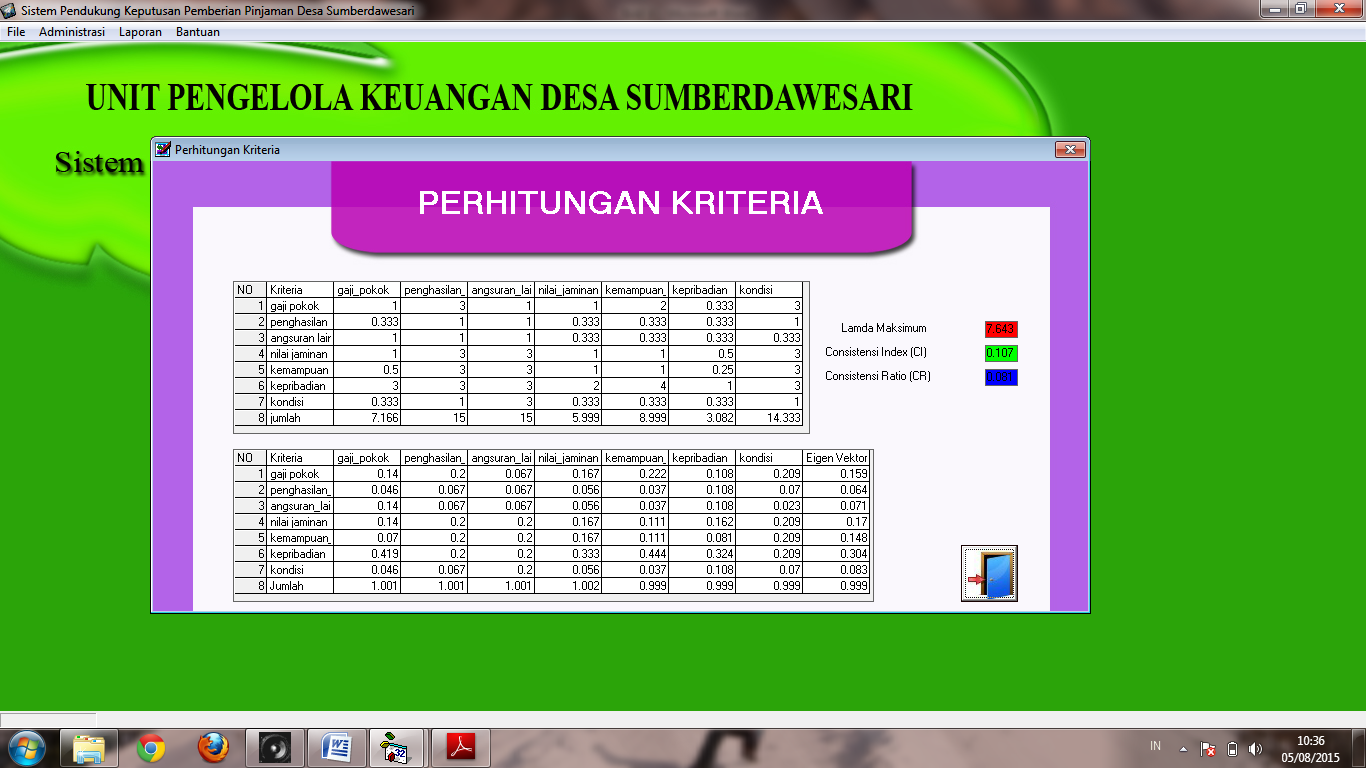 Sistem Pendukung Keputusan Pemberian Pinjaman Desa Sumberdawesari
File Administrasi Laporan Bantuan
UNIT PENGELOLA KEUANGAN DESA SUMBERDAWESARI
Sistem
Perhitungan Kriteria
PERHITUNGAN KRITERIA
NO Kriteria gaji_pokok penghasilan_ angsuran_lai nilai_jaminan kemampuan_ kepribadian kondisi
1 gaji pokok 1 3 1 1 2 0.333 3
2 penghasilan 0.333 1 1 0.333 0.333 0.333 1
3 angsuran lair 1 1 1 0.333 0.333 0.333 0.333
4 nilai jaminan 1 3 3 1 1 0.5 3
5 kemampuan 0.5 3 3 1 1 0.25 3
6 kepribadian 3 3 3 2 4 1 3
7 kondisi 0.333 1 3 0.333 0.333 0.333 1
8 jumlah 7.166 15 15 5.999 8.999 3.082 14.333
Lamda Maksimum 7.643
Consistensi Index (CI) 0.107
Consistensi Ratio (CR) 0.081
NO Kriteria gaji_pokok penghasilan_ angsuran_lai nilai_jaminan kemampuan_ kepribadian kondisi Eigen Vektor
1 gaji pokok 0.14 0.2 0.067 0.167 0.222 0.108 0.209 0.159
2 penghasilan_ 0.046 0.067 0.067 0.056 0.037 0.108 0.07 0.064
3 angsuran_lai 0.14 0.067 0.067 0.056 0.037 0.108 0.023 0.071
4 nilai jaminan 0.14 0.2 0.2 0.167 0.111 0.162 0.209 0.17
5 kemampuan_ 0.07 0.2 0.2 0.167 0.111 0.081 0.209 0.148
6 kepribadian 0.419 0.2 0.2 0.333 0.444 0.324 0.209 0.304
7 kondisi 0.046 0.067 0.2 0.056 0.037 0.108 0.07 0.083
8 Jumlah 1.001 1.001 1.001 1.002 0.999 0.999 0.999 0.999
IN
10:36
05/08/2015